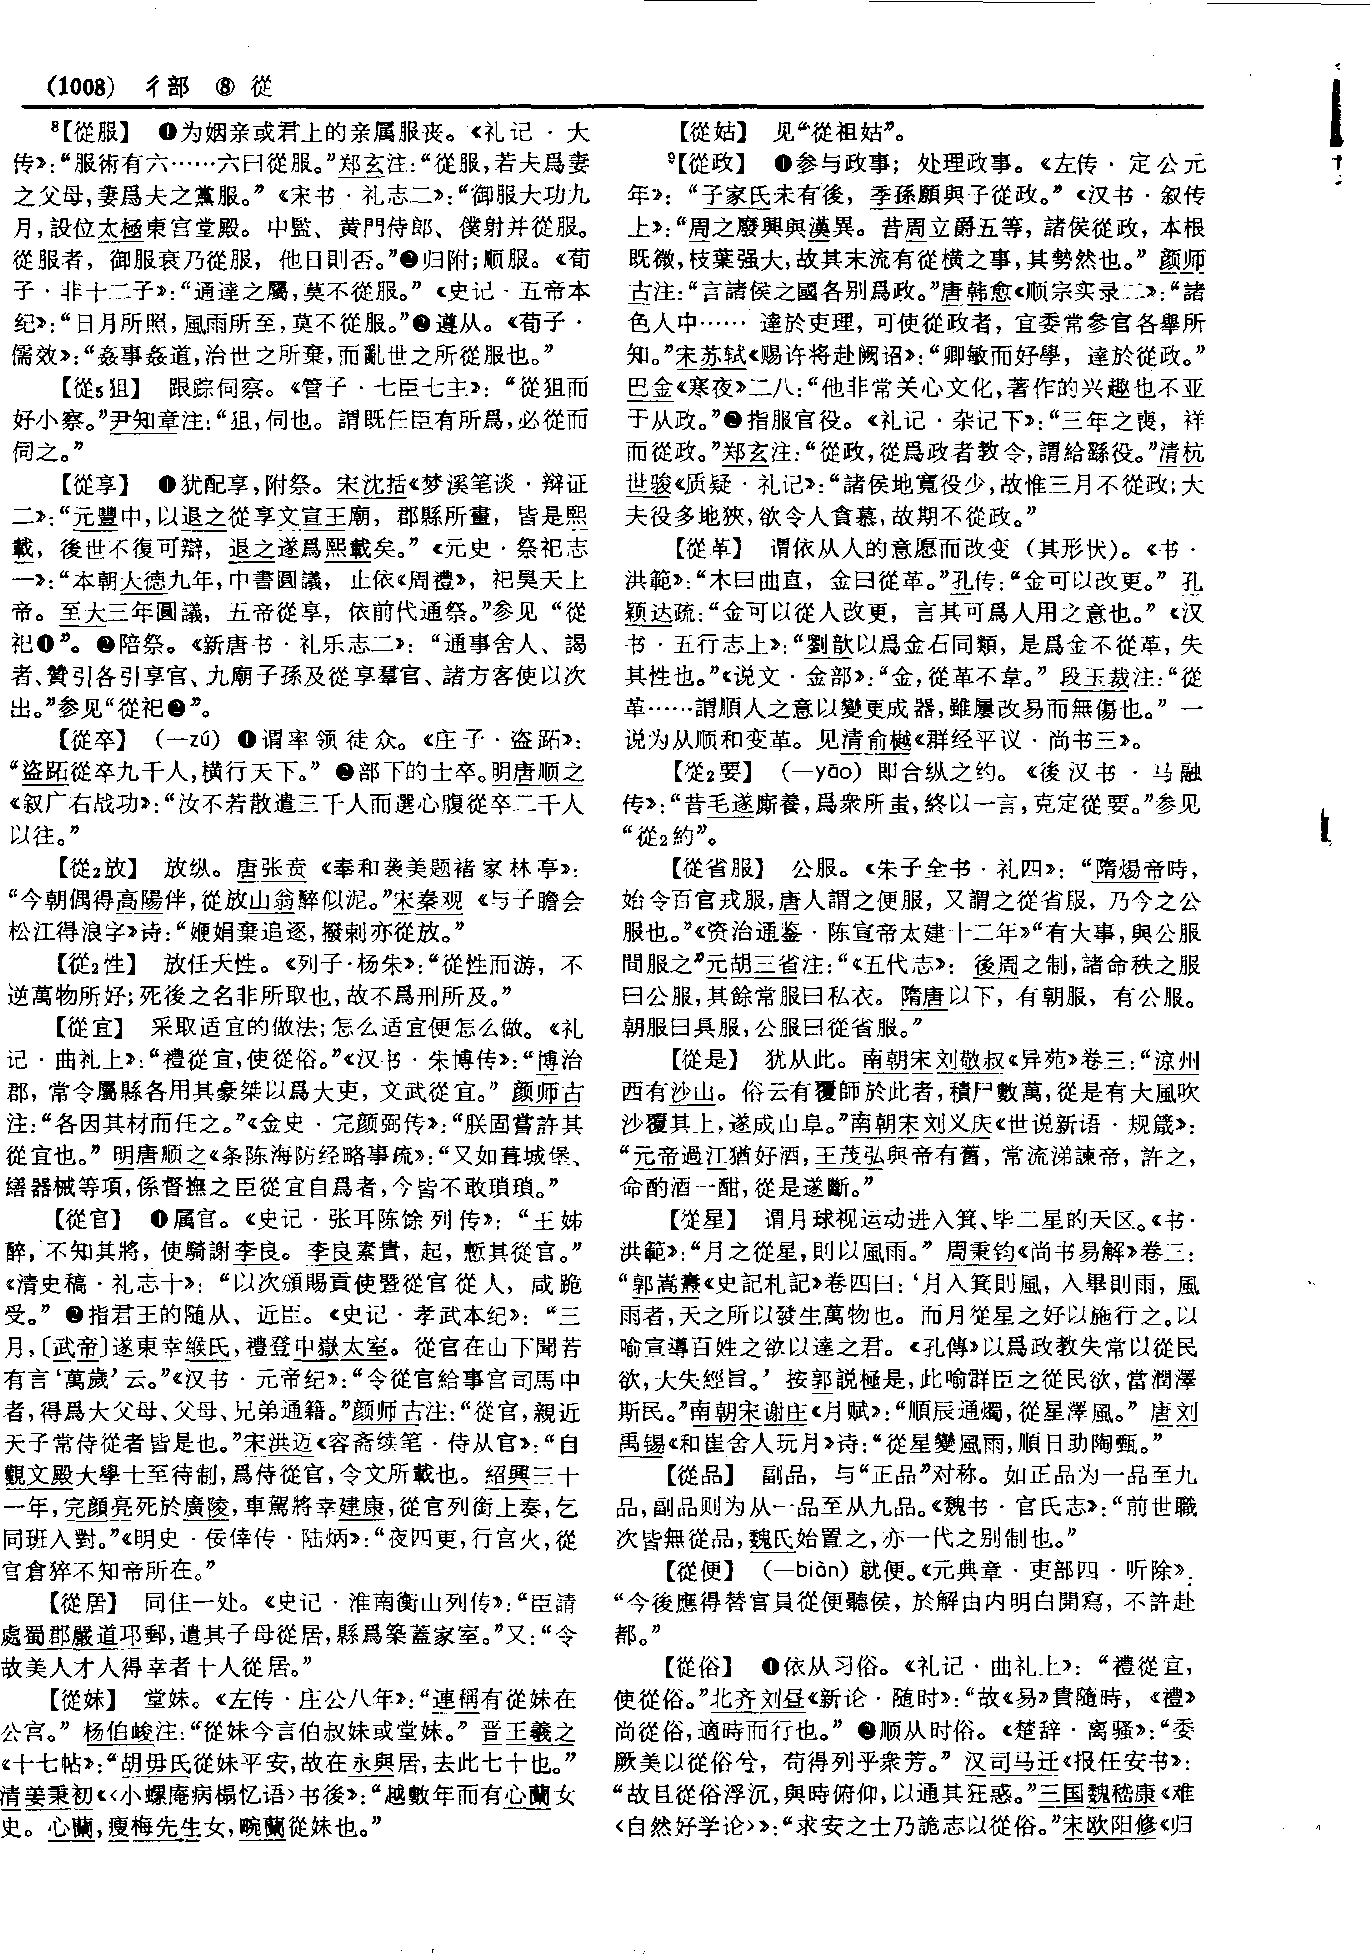 (1008) 彳部 ⑧ 從
⁸【從服】 ❶为姻亲或君上的亲属服丧。《礼记·大
传》：“服術有六……六曰從服。”郑玄注：“從服，若夫爲妻
之父母，妻爲夫之黨服。”《宋书·礼志二》：“御服大功九
月，設位太極東宫堂殿。中監、黄門侍郎、僕射并從服。
從服者，御服衰乃從服，他日則否。”❷归附；顺服。《荀
子·非十二子》：“通達之屬，莫不從服。”《史记·五帝本
纪》：“日月所照，風雨所至，莫不從服。”❷遵从。《荀子·
儒效》：“姦事姦道，治世之所棄，而亂世之所從服也。”
【從₅狙】 跟踪伺察。《管子·七臣七主》：“從狙而
好小察。”尹知章注：“狙，伺也。謂既任臣有所爲，必從而
伺之。”
【從享】 ❶犹配享，附祭。宋沈括《梦溪笔谈·辩证
二》：“元豐中，以退之從享文宣王廟，郡縣所畫，皆是熙
載，後世不復可辯，退之遂爲熙載矣。”《元史·祭祀志
一》：“本朝大德九年，中書圓議，止依《周禮》，祀昊天上
帝。至大三年圓議，五帝從享，依前代通祭。”参见“從
祀❶”。❷陪祭。《新唐书·礼乐志二》：“通事舍人、謁
者、贊引各引享官、九廟子孫及從享羣官、諸方客使以次
出。”参见“從祀❷”。
【從卒】 （—zú）❶谓率领徒众。《庄子·盗跖》：
“盜跖從卒九千人，横行天下。”❷部下的士卒。明唐顺之
《叙广右战功》：“汝不若散遣三千人而選心腹從卒二千人
以往。”
【從₂放】 放纵。唐张贲《奉和袭美题褚家林亭》：
“今朝偶得高陽伴，從放山翁醉似泥。”宋秦观《与子瞻会
松江得浪字》诗：“嬾娟棄追逐，撥剌亦從放。”
【從₂性】 放任天性。《列子·杨朱》：“從性而游，不
逆萬物所好；死後之名非所取也，故不爲刑所及。”
【從宜】 采取适宜的做法；怎么适宜便怎么做。《礼
记·曲礼上》：“禮從宜，使從俗。”《汉书·朱博传》：“博治
郡，常令屬縣各用其豪桀以爲大吏，文武從宜。”颜师古
注：“各因其材而任之。”《金史·完颜弼传》：“朕固嘗許其
從宜也。”明唐顺之《条陈海防经略事疏》：“又如葺城堡、
繕器械等項，係督撫之臣從宜自爲者，今皆不敢瑣瑣。”
【從官】 ❶属官。《史记·张耳陈馀列传》：“王姊
醉，不知其將，使騎謝李良。李良素貴，起，慙其從官。”
《清史稿·礼志十》：“以次頒賜貢使暨從官從人，咸跪
受。”❷指君王的随从、近臣。《史记·孝武本纪》：“三
月，〔武帝〕遂東幸緱氏，禮登中嶽太室。從官在山下聞若
有言‘萬歲’云。”《汉书·元帝纪》：“令從官給事宫司馬中
者，得爲大父母、父母、兄弟通籍。”颜师古注：“從官，親近
天子常侍從者皆是也。”宋洪迈《容斋续笔·侍从官》：“自
觀文殿大學士至待制，爲侍從官，令文所載也。紹興三十
一年，完顔亮死於廣陵，車駕將幸建康，從官列銜上奏，乞
同班入對。”《明史·佞倖传·陆炳》：“夜四更，行宫火，從
官倉猝不知帝所在。”
【從居】 同住一处。《史记·淮南衡山列传》：“臣請
處蜀郡嚴道邛郵，遣其子母從居，縣爲築蓋家室。”又：“令
故美人才人得幸者十人從居。”
【從妹】 堂妹。《左传·庄公八年》：“連稱有從妹在
公宫。”杨伯峻注：“從妹今言伯叔妹或堂妹。”晋王羲之
《十七帖》：“胡毋氏從妹平安，故在永興居，去此七十也。”
清姜秉初《〈小螺庵病榻忆语〉书後》：“越數年而有心蘭女
史。心蘭，瘦梅先生女，畹蘭從妹也。”
【從姑】 见“從祖姑”。
⁹【從政】 ❶参与政事；处理政事。《左传·定公元
年》：“子家氏未有後，季孫願與子從政。”《汉书·叙传
上》：“周之廢興與漢異。昔周立爵五等，諸侯從政，本根
既微，枝葉强大，故其末流有從横之事，其勢然也。”颜师
古注：“言諸侯之國各别爲政。”唐韩愈《顺宗实录二》：“諸
色人中……達於吏理，可使從政者，宜委常參官各舉所
知。”宋苏轼《赐许将赴阙诏》：“卿敏而好學，達於從政。”
巴金《寒夜》二八：“他非常关心文化，著作的兴趣也不亚
于从政。”❷指服官役。《礼记·杂记下》：“三年之喪，祥
而從政。”郑玄注：“從政，從爲政者教令，謂給繇役。”清杭
世骏《质疑·礼记》：“諸侯地寬役少，故惟三月不從政；大
夫役多地狹，欲令人食慕，故期不從政。”
【從革】 谓依从人的意愿而改变（其形状）。《书·
洪範》：“木曰曲直，金曰從革。”孔传：“金可以改更。”孔
颖达疏：“金可以從人改更，言其可爲人用之意也。”《汉
书·五行志上》：“劉歆以爲金石同類，是爲金不從革，失
其性也。”《说文·金部》：“金，從革不韋。”段玉裁注：“從
革……謂順人之意以變更成器，雖屢改易而無傷也。”一
说为从顺和变革。见清俞樾《群经平议·尚书三》。
【從₂要】 （—yāo）即合纵之约。《後汉书·马融
传》：“昔毛遂廝養，爲衆所蚩，終以一言，克定從要。”参见
“從₂約”。
【從省服】 公服。《朱子全书·礼四》：“隋煬帝時，
始令百官戎服，唐人謂之便服，又謂之從省服，乃今之公
服也。”《资治通鉴·陈宣帝太建十二年》“有大事，與公服
間服之”元胡三省注：“《五代志》：後周之制，諸命秩之服
曰公服，其餘常服曰私衣。隋唐以下，有朝服，有公服。
朝服曰具服，公服曰從省服。”
【從是】 犹从此。南朝宋刘敬叔《异苑》卷三：“涼州
西有沙山。俗云有覆師於此者，積尸數萬，從是有大風吹
沙覆其上，遂成山阜。”南朝宋刘义庆《世说新语·规箴》：
“元帝過江猶好酒，王茂弘與帝有舊，常流涕諫帝，許之，
命酌酒一酣，從是遂斷。”
【從星】 谓月球视运动进入箕、毕二星的天区。《书·
洪範》：“月之從星，則以風雨。”周秉钧《尚书易解》卷三：
“郭嵩燾《史記札記》卷四曰：‘月入箕則風，入畢則雨，風
雨者，天之所以發生萬物也。而月從星之好以施行之。以
喻宣導百姓之欲以達之君。《孔傳》以爲政教失常以從民
欲，大失經旨。’按郭説極是，此喻群臣之從民欲，當潤澤
斯民。”南朝宋谢庄《月赋》：“順辰通燭，從星澤風。”唐刘
禹锡《和崔舍人玩月》诗：“從星變風雨，順日助陶甄。”
【從品】 副品，与“正品”对称。如正品为一品至九
品，副品则为从一品至从九品。《魏书·官氏志》：“前世職
次皆無從品，魏氏始置之，亦一代之别制也。”
【從便】 （—biàn）就便。《元典章·吏部四·听除》：
“今後應得替官員從便聽侯，於解由内明白開寫，不許赴
都。”
【從俗】 ❶依从习俗。《礼记·曲礼上》：“禮從宜，
使從俗。”北齐刘昼《新论·随时》：“故《易》貴隨時，《禮》
尚從俗，適時而行也。”❷顺从时俗。《楚辞·离骚》：“委
厥美以從俗兮，苟得列乎衆芳。”汉司马迁《报任安书》：
“故且從俗浮沉，與時俯仰，以通其狂惑。”三国魏嵇康《难
〈自然好学论〉》：“求安之士乃詭志以從俗。”宋欧阳修《归